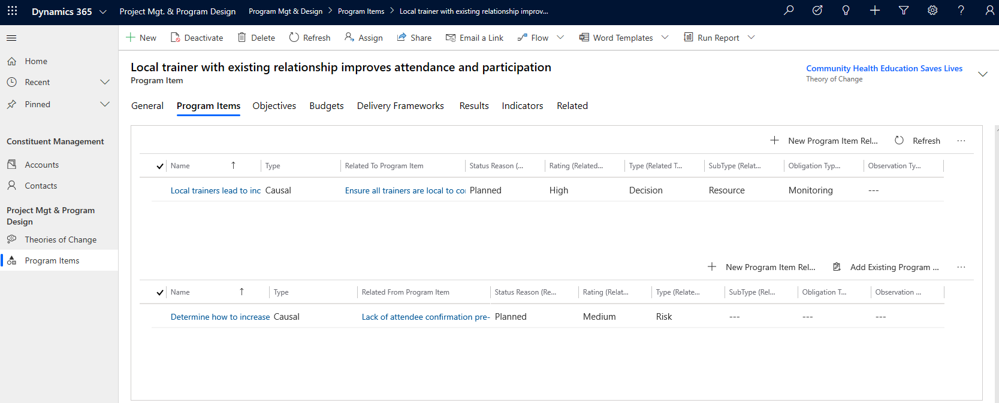 Dynamics 365 Project Mgt. & Program Design Program Mgt & Design Program Items Local trainer with existing relationship improv...
New Deactivate Delete Refresh Assign Share Email a Link Flow Word Templates Run Report
Home
Recent
Pinned
Constituent Management
Accounts
Contacts
Project Mgt & Program
Design
Theories of Change
Program Items
Local trainer with existing relationship improves attendance and participation
Program Item
Community Health Education Saves Lives
Theory of Change
General Program Items Objectives Budgets Delivery Frameworks Results Indicators Related
New Program Item Rel... Refresh ...
Name Type Related To Program Item Status Reason (... Rating (Related... Type (Related T... SubType (Relat... Obligation Typ... Observation Ty...
Local trainers lead to inc Causal Ensure all trainers are local to co Planned High Decision Resource Monitoring ---
New Program Item Rel... Add Existing Program ... ...
Name Type Related From Program Item Status Reason (Re... Rating (Relat... Type (Relate... SubType (Rel... Obligation T... Observation ...
Determine how to increase Causal Lack of attendee confirmation pre- Planned Medium Risk --- --- ---